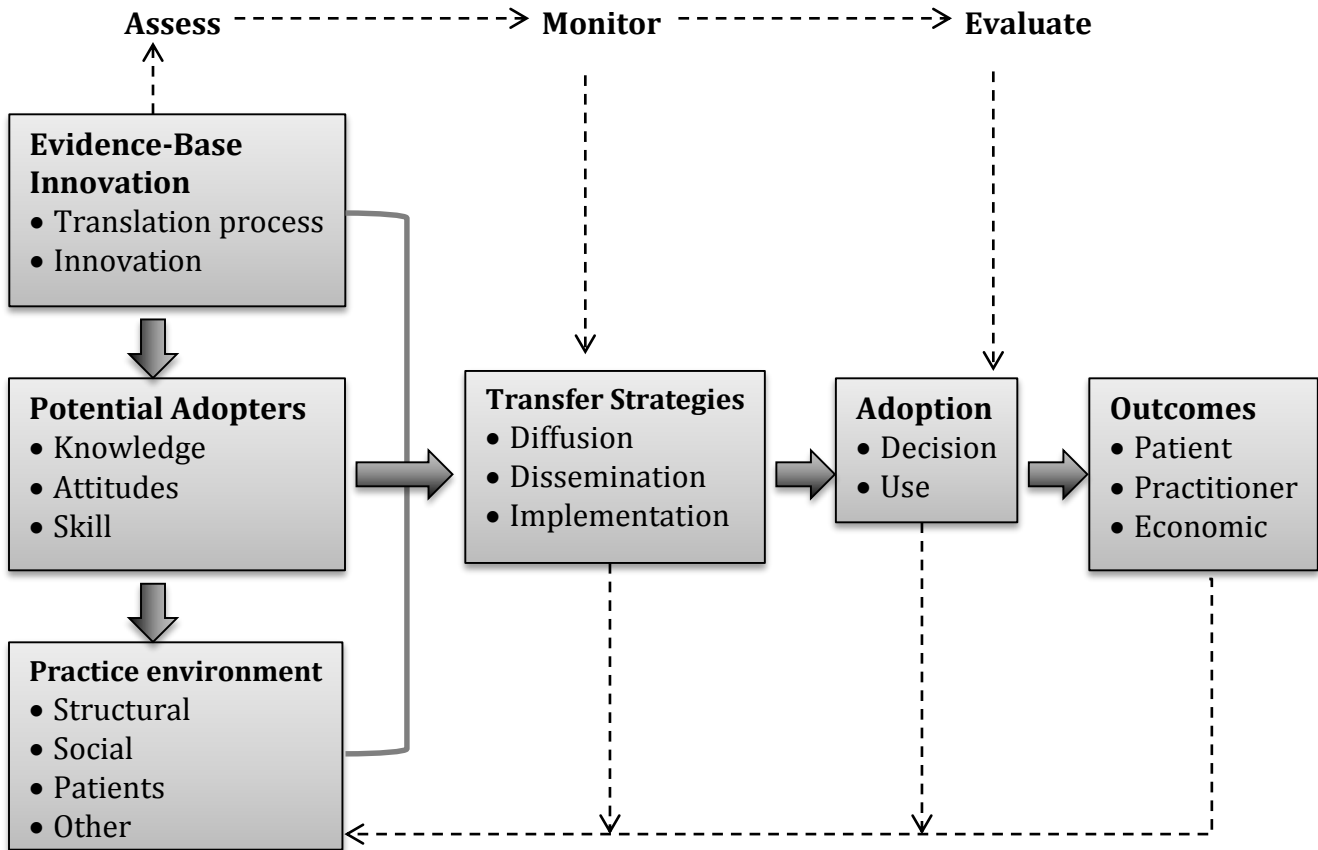 Assess
Monitor
Evaluate
Evidence-Base
Innovation
• Translation process
• Innovation
Potential Adopters
• Knowledge
• Attitudes
• Skill
Practice environment
• Structural
• Social
• Patients
• Other
Transfer Strategies
• Diffusion
• Dissemination
• Implementation
Adoption
• Decision
• Use
Outcomes
• Patient
• Practitioner
• Economic